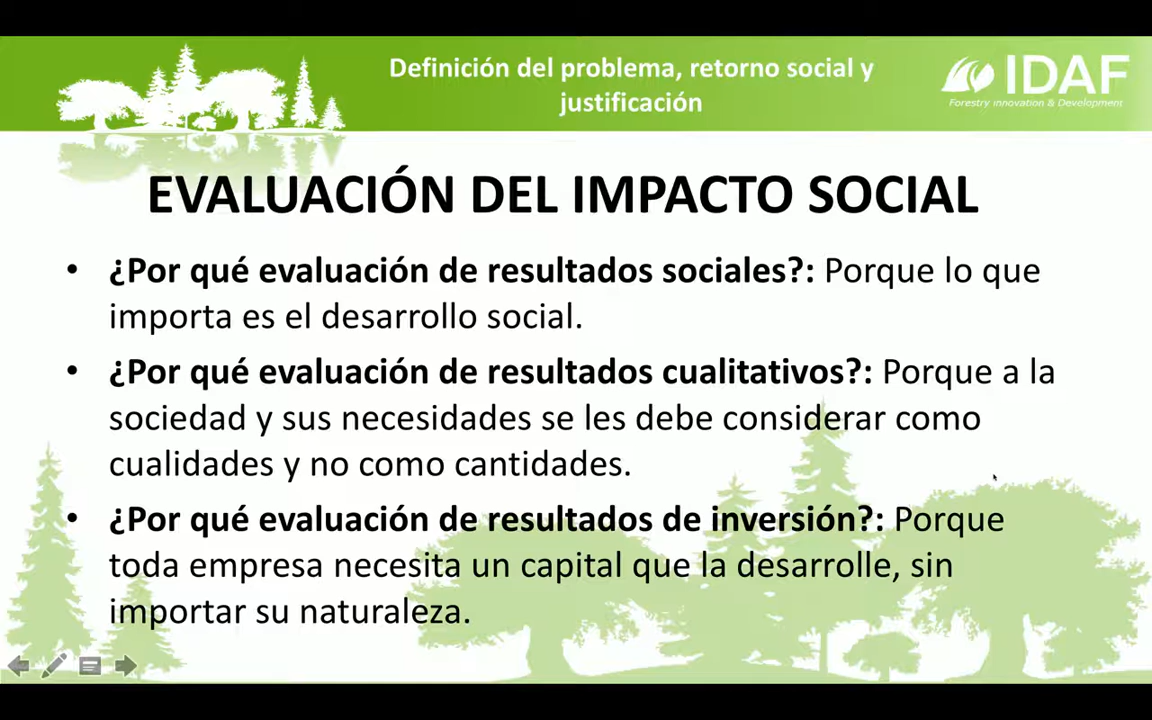 Definición del problema, retorno social y
justificación
IDAF
Forestry innovation & Development
EVALUACIÓN DEL IMPACTO SOCIAL
• ¿Por qué evaluación de resultados sociales?: Porque lo que
importa es el desarrollo social.
• ¿Por qué evaluación de resultados cualitativos?: Porque a la
sociedad y sus necesidades se les debe considerar como
cualidades y no como cantidades.
• ¿Por qué evaluación de resultados de inversión?: Porque
toda empresa necesita un capital que la desarrolle, sin
importar su naturaleza.